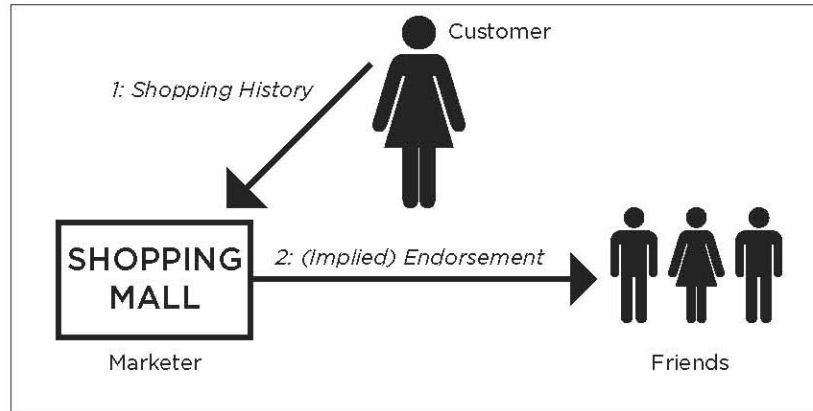 Customer
1: Shopping History
SHOPPING
MALL
2: (Implied) Endorsement
Marketer
Friends